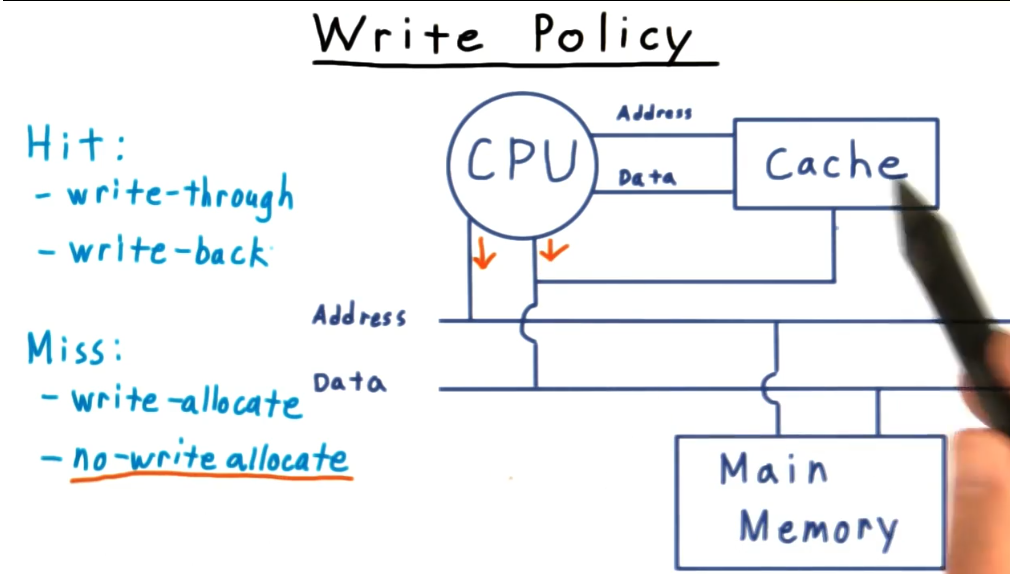 Write Policy
Hit:
- write-through
- write-back
Miss:
- write-allocate
- no-write allocate
CPU
Address
Data
Cache
Address
Data
Main
Memory